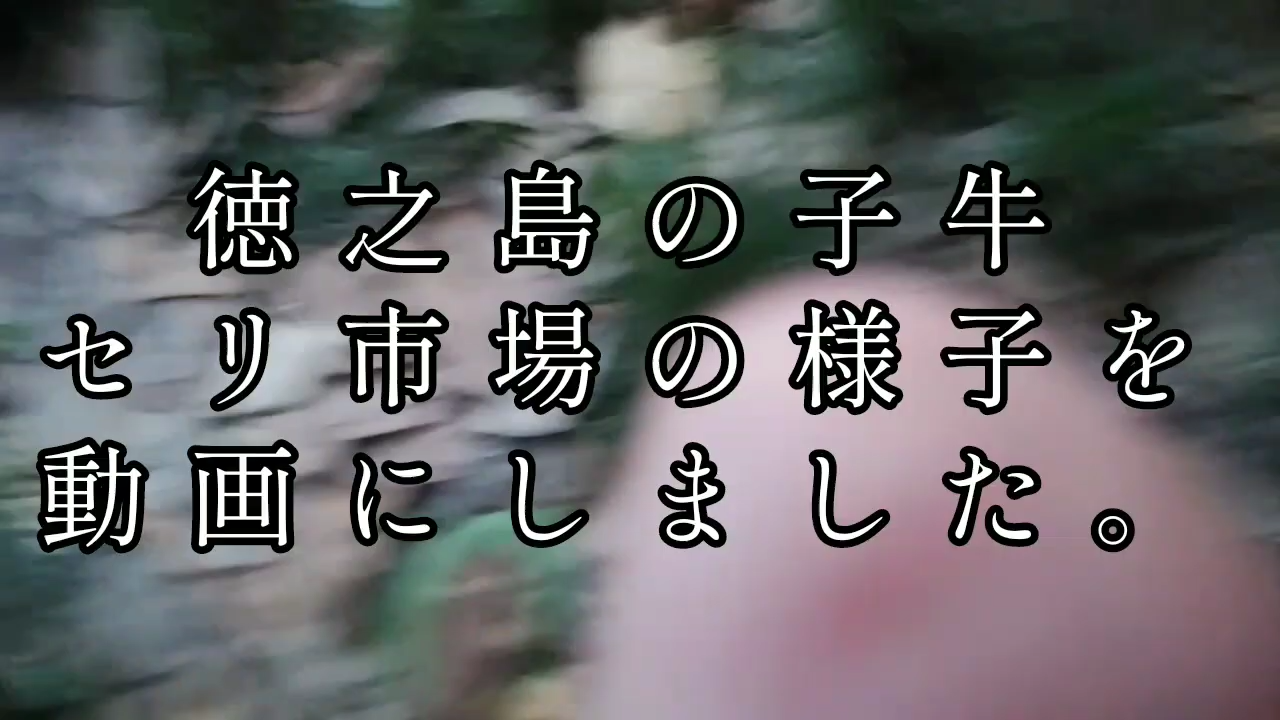 徳之島の子牛
セリ市場の様子を
動画にしました。